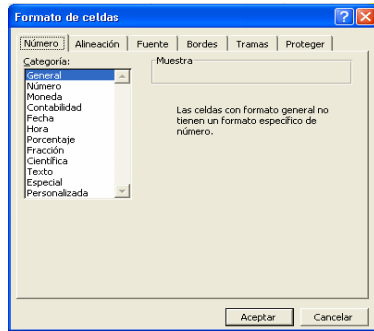 Formato de celdas
Número Alineación Fuente Bordes Tramas Proteger
Categoría:
General
Número
Moneda
Contabilidad
Fecha
Hora
Porcentaje
Fracción
Científica
Texto
Especial
Personalizada
Muestra
Las celdas con formato general no
tienen un formato específico de
número.
Aceptar Cancelar